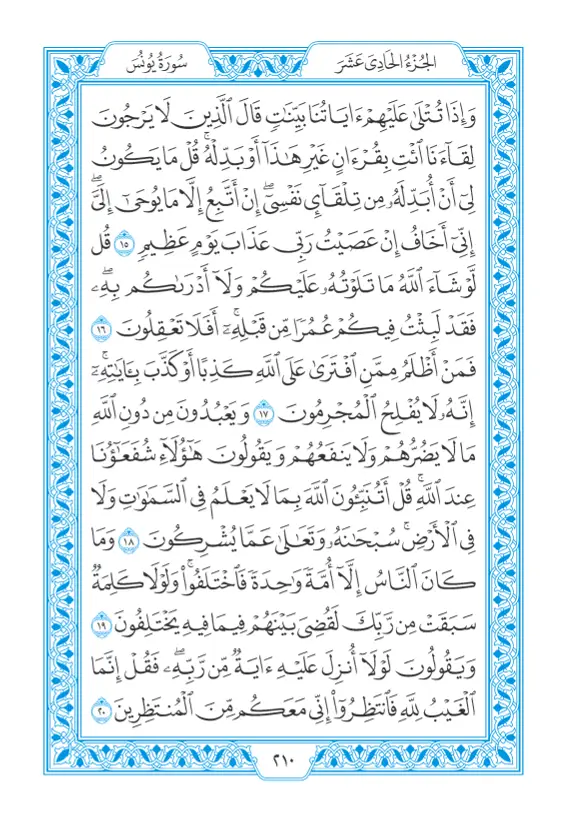 سُورَةُ يُونُسَ الجُزْءُ الحَادِي عَشَرَ
وَإِذَا تُتْلَىٰ عَلَيْهِمْ ءَايَاتُنَا بَيِّنَٰتٖ قَالَ ٱلَّذِينَ لَا يَرْجُونَ
لِقَآءَنَا ٱئْتِ بِقُرْءَانٍ غَيْرِ هَٰذَآ أَوْ بَدِّلْهُۚ قُلْ مَا يَكُونُ
لِيٓ أَنْ أُبَدِّلَهُۥ مِن تِلْقَآيِٕ نَفْسِيٓۖ إِنْ أَتَّبِعُ إِلَّا مَا يُوحَىٰٓ إِلَيَّۖ
إِنِّيٓ أَخَافُ إِنْ عَصَيْتُ رَبِّي عَذَابَ يَوْمٍ عَظِيمٖ ١٥ قُل
لَّوْ شَآءَ ٱللَّهُ مَا تَلَوْتُهُۥ عَلَيْكُمْ وَلَآ أَدْرَىٰكُم بِهِۦۖ
فَقَدْ لَبِثْتُ فِيكُمْ عُمُرٗا مِّن قَبْلِهِۦٓۚ أَفَلَا تَعْقِلُونَ ١٦
فَمَنْ أَظْلَمُ مِمَّنِ ٱفْتَرَىٰ عَلَى ٱللَّهِ كَذِبًا أَوْ كَذَّبَ بِـَٔايَٰتِهِۦٓۚ
إِنَّهُۥ لَا يُفْلِحُ ٱلْمُجْرِمُونَ ١٧ وَيَعْبُدُونَ مِن دُونِ ٱللَّهِ
مَا لَا يَضُرُّهُمْ وَلَا يَنفَعُهُمْ وَيَقُولُونَ هَٰٓؤُلَآءِ شُفَعَٰٓؤُنَا
عِندَ ٱللَّهِۚ قُلْ أَتُنَبِّـُٔونَ ٱللَّهَ بِمَا لَا يَعْلَمُ فِي ٱلسَّمَٰوَٰتِ وَلَا
فِي ٱلْأَرْضِۚ سُبْحَٰنَهُۥ وَتَعَٰلَىٰ عَمَّا يُشْرِكُونَ ١٨ وَمَا
كَانَ ٱلنَّاسُ إِلَّآ أُمَّةٗ وَٰحِدَةٗ فَٱخْتَلَفُواْۚ وَلَوْلَا كَلِمَةٞ
سَبَقَتْ مِن رَّبِّكَ لَقُضِيَ بَيْنَهُمْ فِيمَا فِيهِ يَخْتَلِفُونَ ١٩
وَيَقُولُونَ لَوْلَآ أُنزِلَ عَلَيْهِ ءَايَةٞ مِّن رَّبِّهِۦۖ فَقُلْ إِنَّمَا
ٱلْغَيْبُ لِلَّهِ فَٱنتَظِرُوٓاْ إِنِّي مَعَكُم مِّنَ ٱلْمُنتَظِرِينَ ٢٠
٢١٠